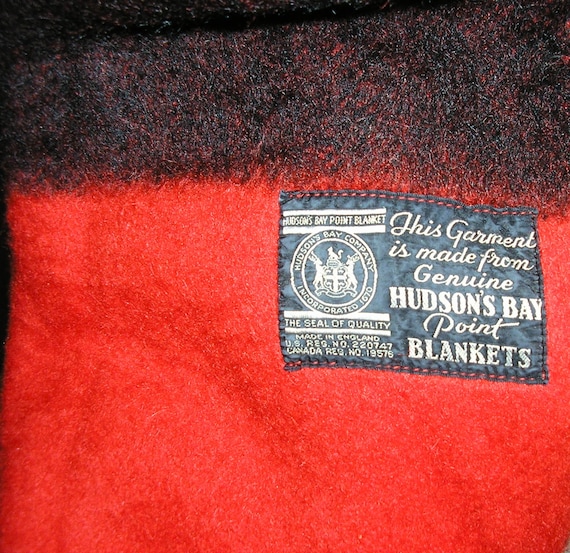 HUDSON'S BAY POINT BLANKET
HUDSON'S BAY COMPANY
INCORPORATED 1670
THE SEAL OF QUALITY
MADE IN ENGLAND
U.S. REG. NO. 220747
CANADA REG. NO. 19576
This Garment
is made from
Genuine
HUDSON'S BAY
Point
BLANKETS